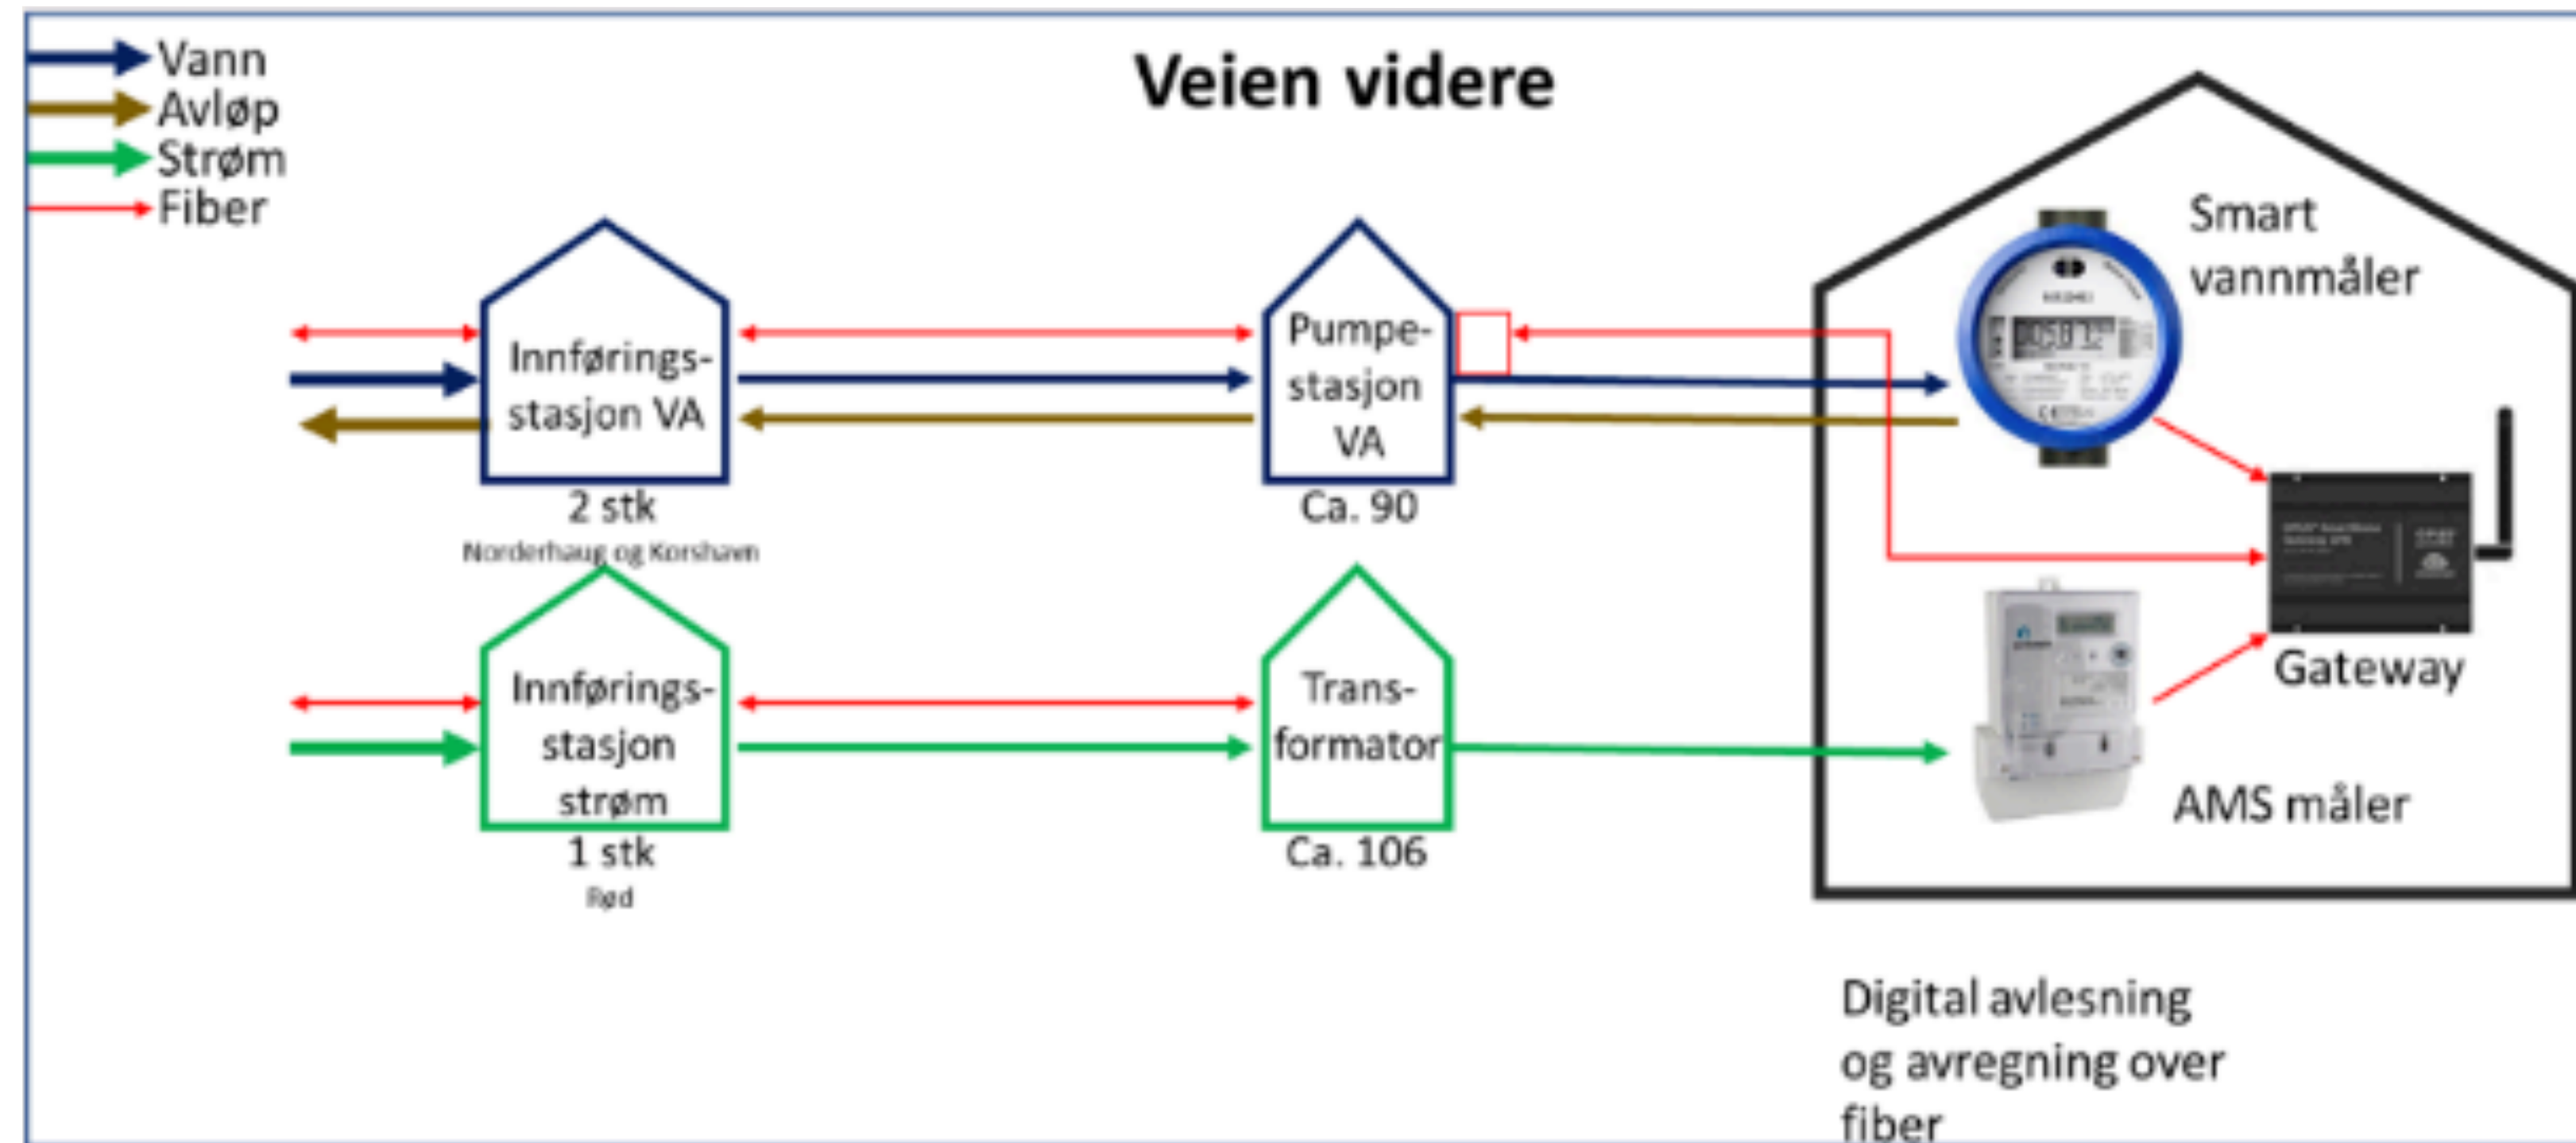 Veien videre
Vann
Avløp
Strøm
Fiber
Innførings-
stasjon VA
2 stk
Norderhaug og Korshavn
Pumpe-
stasjon
VA
Ca. 90
Smart
vannmåler
Gateway
Innførings-
stasjon
strøm
1 stk
Rød
Trans-
formator
Ca. 106
AMS måler
Digital avlesning
og avregning over
fiber